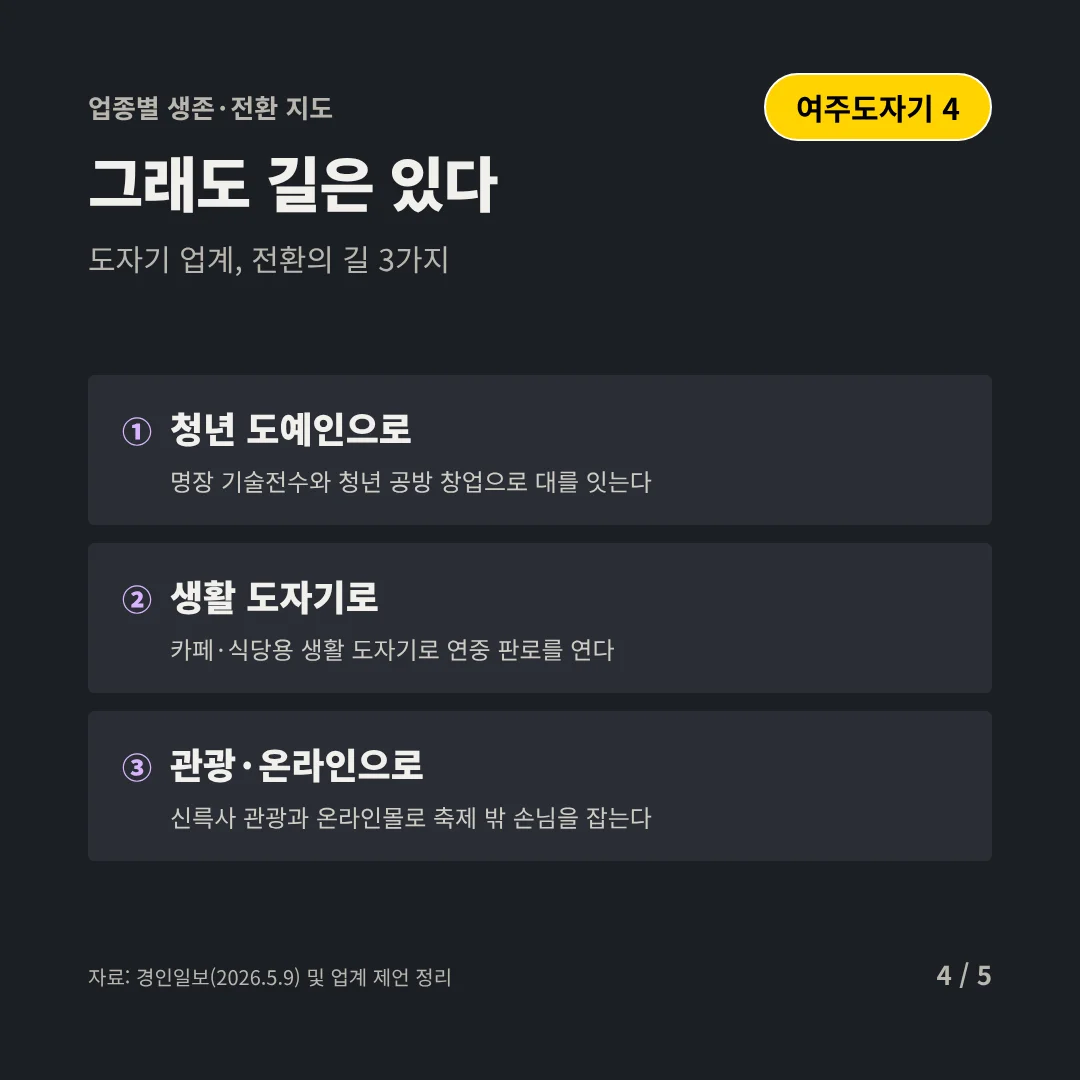 업종별 생존·전환 지도
여주도자기 4
그래도 길은 있다
도자기 업계, 전환의 길 3가지
① 청년 도예인으로
명장 기술전수와 청년 공방 창업으로 대를 잇는다
② 생활 도자기로
카페·식당용 생활 도자기로 연중 판로를 연다
③ 관광·온라인으로
신륵사 관광과 온라인몰로 축제 밖 손님을 잡는다
자료: 경인일보(2026.5.9) 및 업계 제언 정리
4 / 5